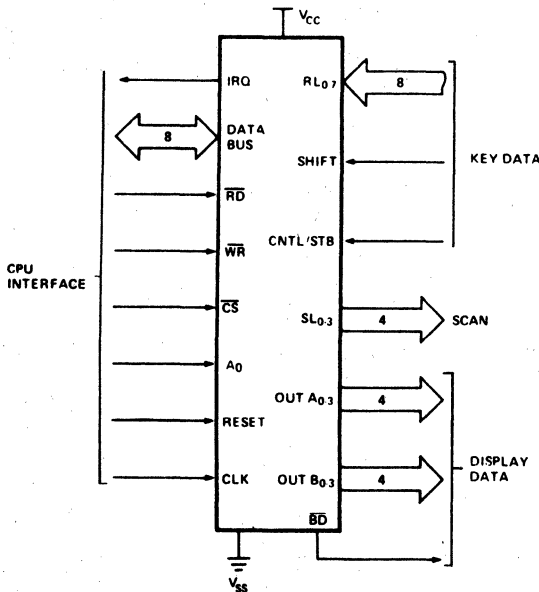 VCC
IRQ
RL0-7
8
8
DATA
BUS
SHIFT
KEY DATA
RD
CNTL/STB
WR
CPU
INTERFACE
CS
SL0-3
4
SCAN
A0
OUT A0-3
4
RESET
DISPLAY
DATA
CLK
OUT B0-3
4
BD
VSS